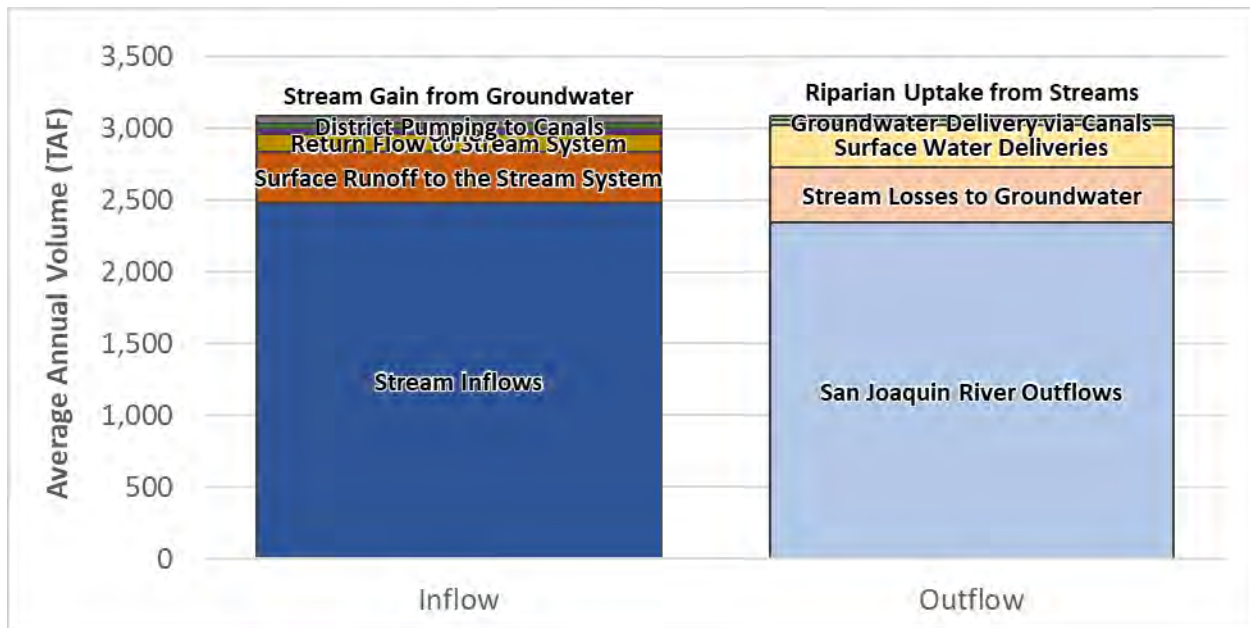 Average Annual Volume (TAF)
3,500
3,000
2,500
2,000
1,500
1,000
500
0
Stream Gain from Groundwater
District Pumping to Canals
Return Flow to Stream System
Surface Runoff to the Stream System
Stream Inflows
Riparian Uptake from Streams
Groundwater Delivery via Canals
Surface Water Deliveries
Stream Losses to Groundwater
San Joaquin River Outflows
Inflow
Outflow